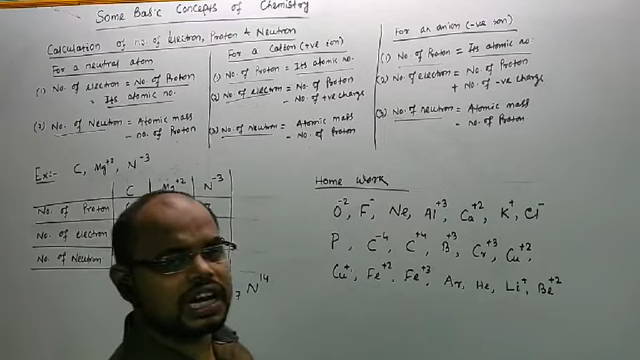 Some Basic Concepts of Chemistry
Calculation of no. of electron, Proton & Neutron
For a neutral atom
(1) No of electron = No. of Proton
= Its atomic no.
(2) No. of Neutron = Atomic mass
- no. of Proton
For a cation (+ve ion)
(1) No. of Proton = Its atomic no.
(2) No. of electron = No. of Proton
- No. of +ve charge
(3) No. of neutron = Atomic mass
- No. of Proton
For an anion (-ve ion)
(1) No of Proton = Its atomic no.
(2) No. of electron = No of Proton
+ No. of -ve charge
(3) No. of neutron = Atomic mass
- No. of Proton
Ex:- C, Mg⁺², N⁻³
C Mg⁺² N⁻³
No. of Proton
No. of electron
No. of Neutron
₇N¹⁴
Home Work
O⁻², F⁻, Ne, Al⁺³, Ca⁺², K⁺, Cl⁻
P, C⁻⁴, C⁺⁴, B⁺³, Cr⁺³, Cu⁺²,
Cu⁺, Fe⁺², Fe⁺³, Ar, He, Li⁺, Be⁺²